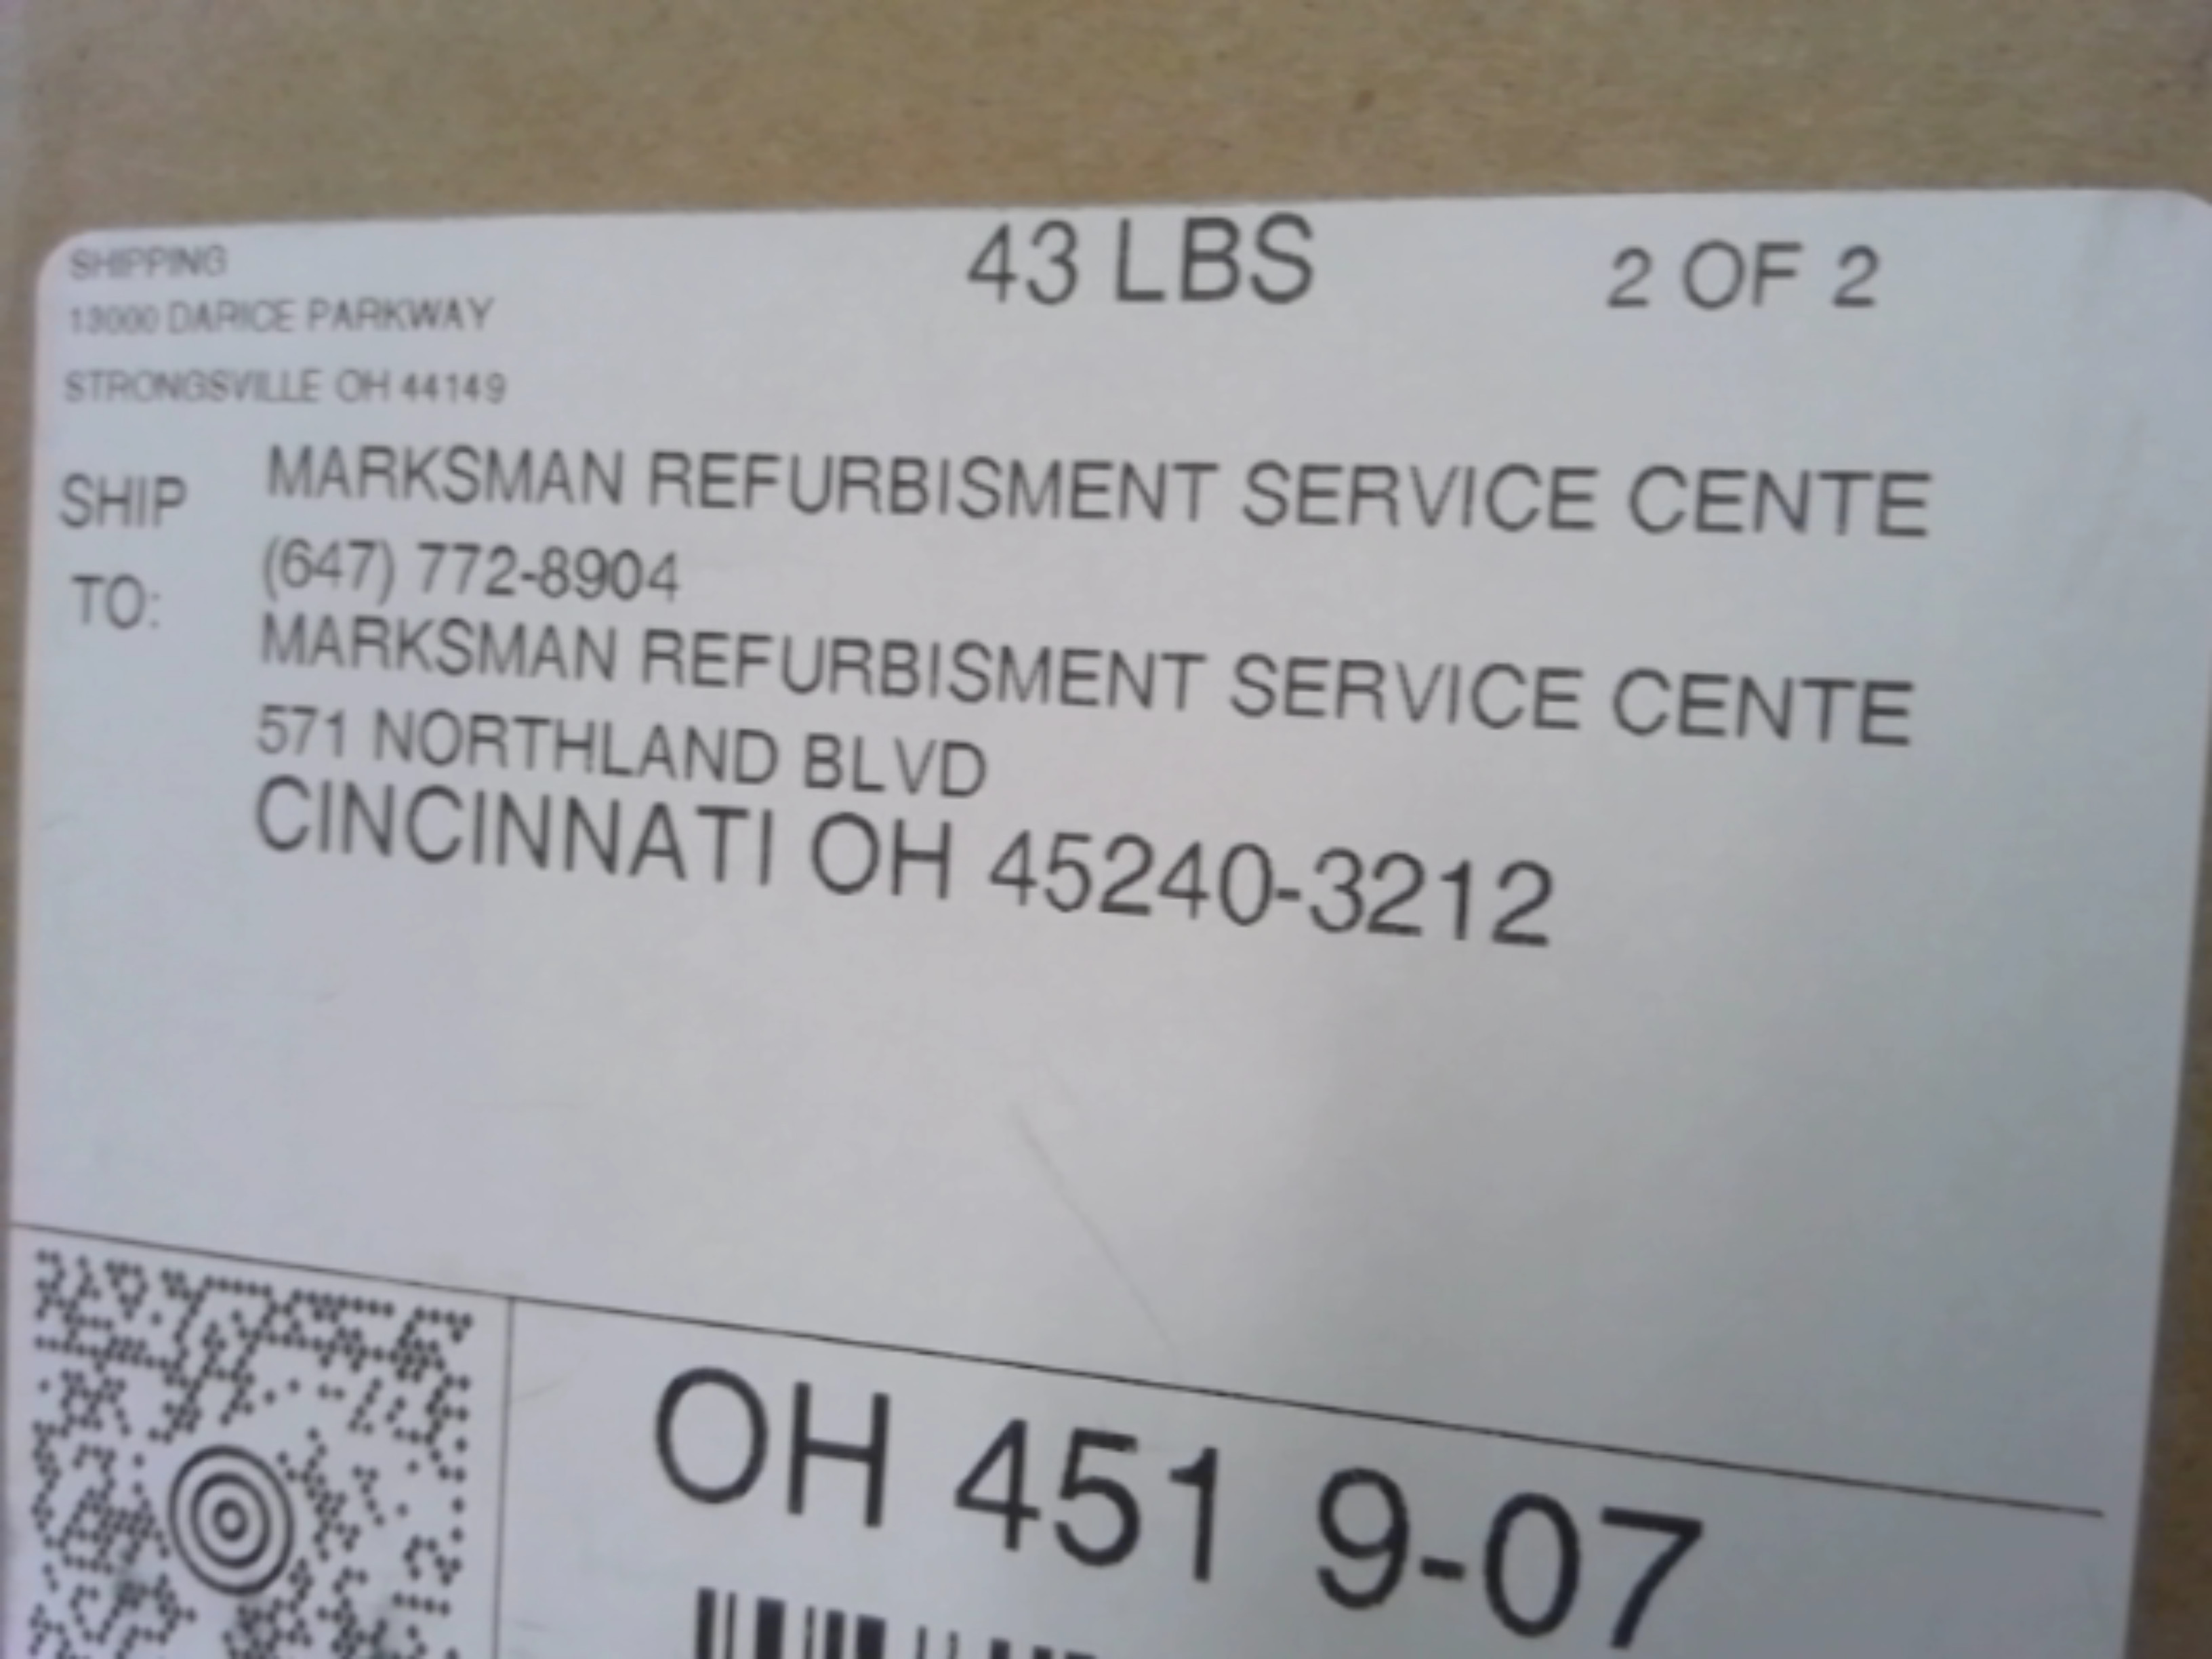 SHIPPING
13000 DARICE PARKWAY
STRONGSVILLE OH 44149
43 LBS
2 OF 2
SHIP
TO:
MARKSMAN REFURBISMENT SERVICE CENTE
(647) 772-8904
MARKSMAN REFURBISMENT SERVICE CENTE
571 NORTHLAND BLVD
CINCINNATI OH 45240-3212
OH 451 9-07